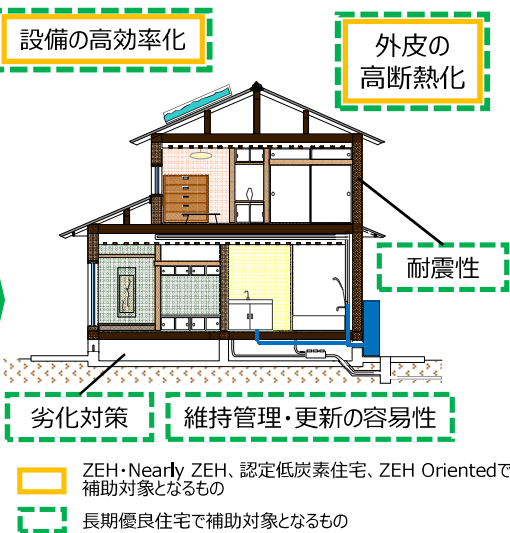 設備の高効率化
外皮の
高断熱化
耐震性
劣化対策
維持管理・更新の容易性
ZEH・Nearly ZEH、認定低炭素住宅、ZEH Orientedで
補助対象となるもの
長期優良住宅で補助対象となるもの